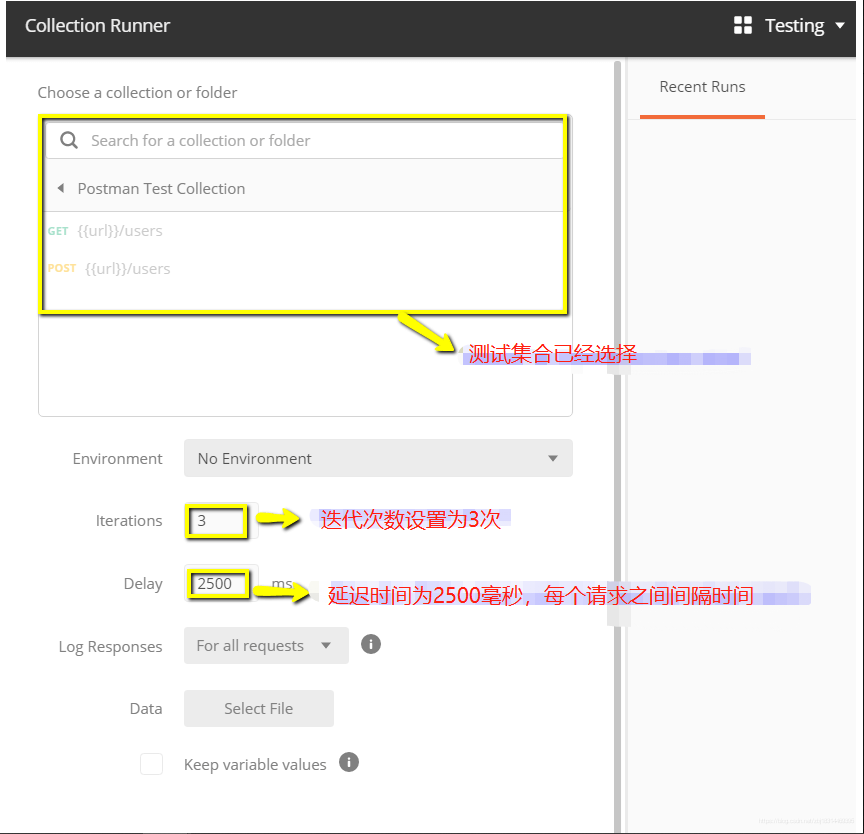 Collection Runner
Testing
Choose a collection or folder
Recent Runs
Search for a collection or folder
Postman Test Collection
GET {{url}}/users
POST {{url}}/users
测试集合已经选择
Environment
No Environment
Iterations
3
迭代次数设置为3次
Delay
2500
ms
延迟时间为2500毫秒，每个请求之间间隔时间
Log Responses
For all requests
Data
Select File
Keep variable values